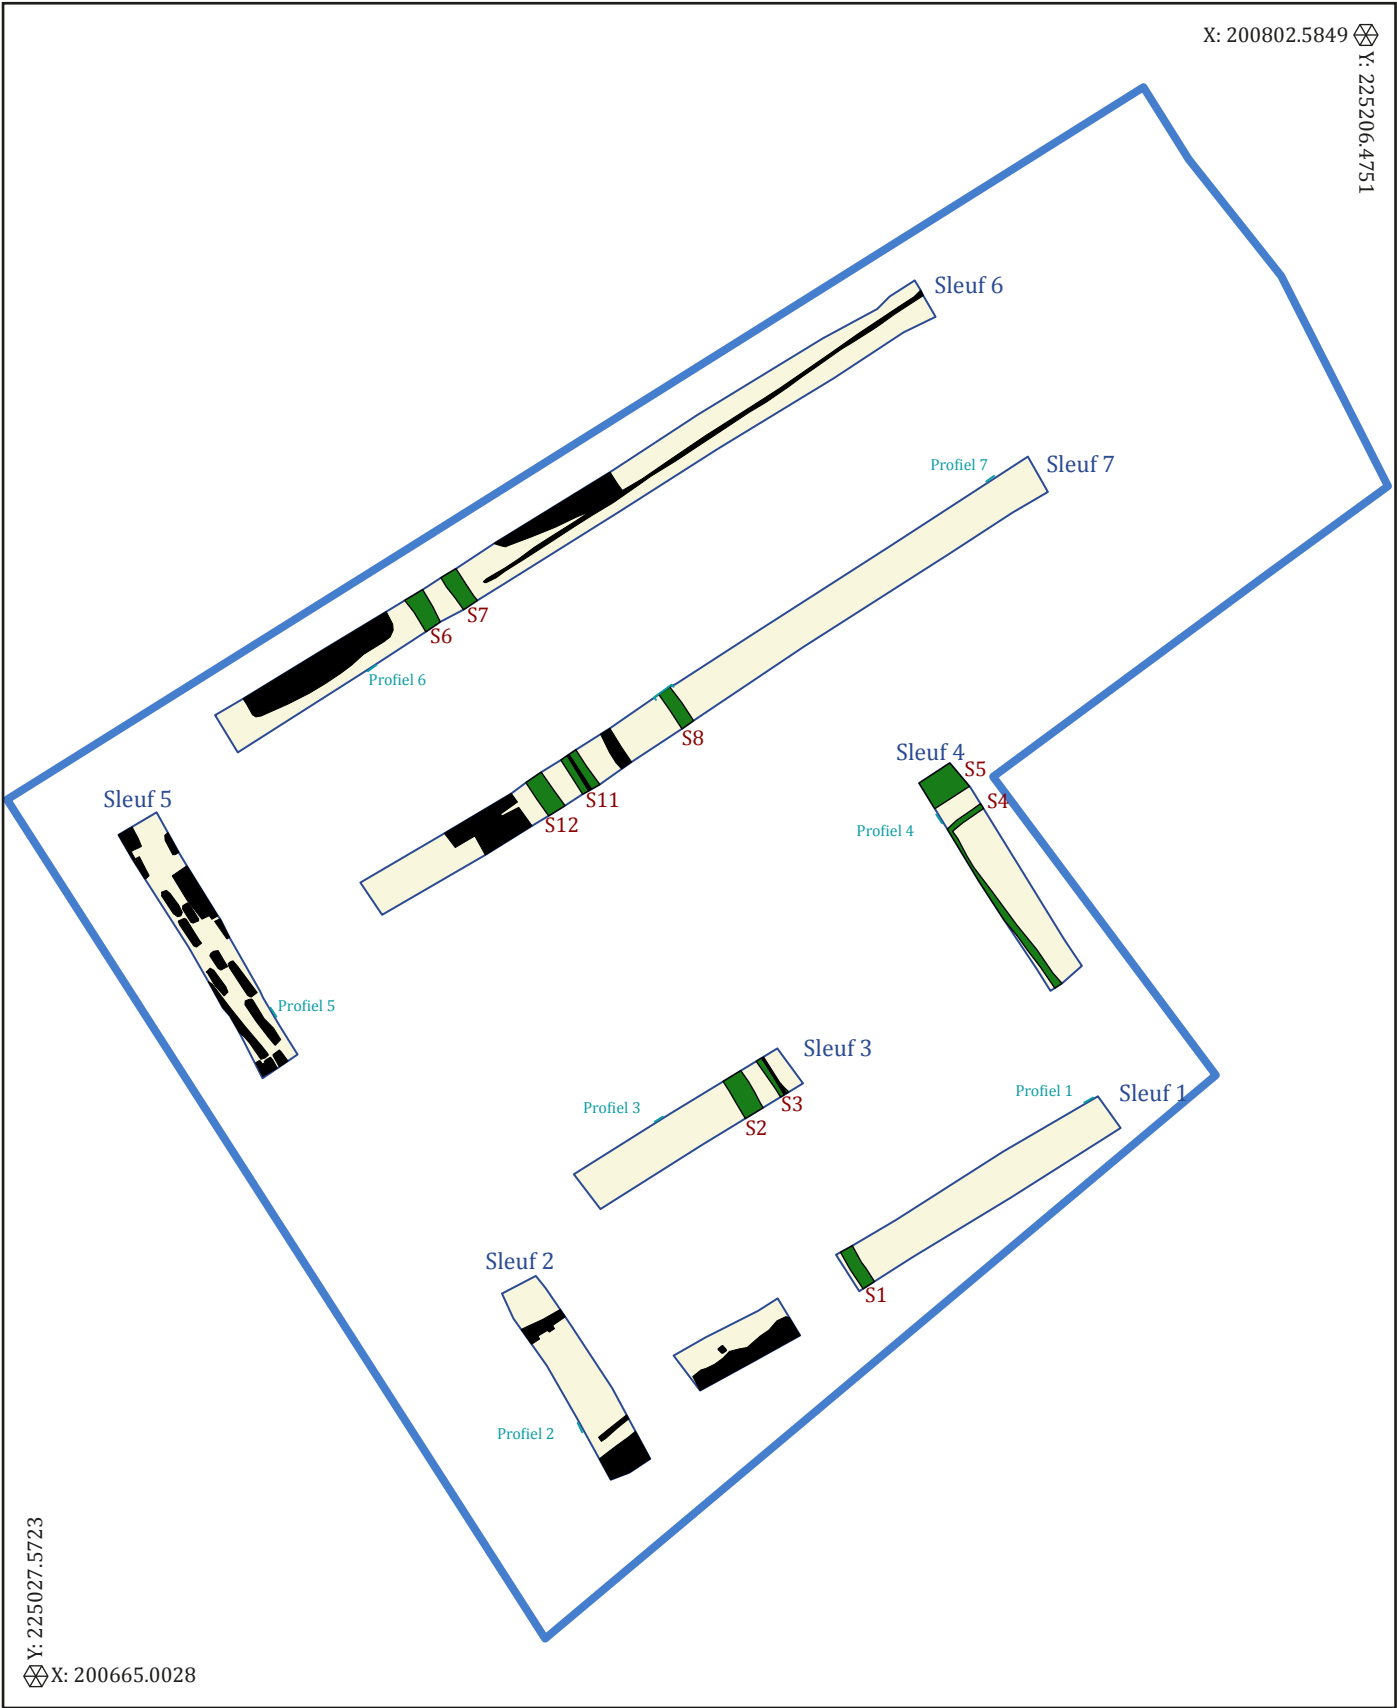 X: 200802.5849
Y: 225206.4751
Sleuf 6
Profiel 7
Sleuf 7
S7
S6
Profiel 6
S8
Sleuf 4
S5
Sleuf 5
S4
S11
S12
Profiel 4
Profiel 5
Sleuf 3
Profiel 1
Sleuf 1
Profiel 3
S3
S2
Sleuf 2
S1
Profiel 2
Y: 225027.5723
X: 200665.0028